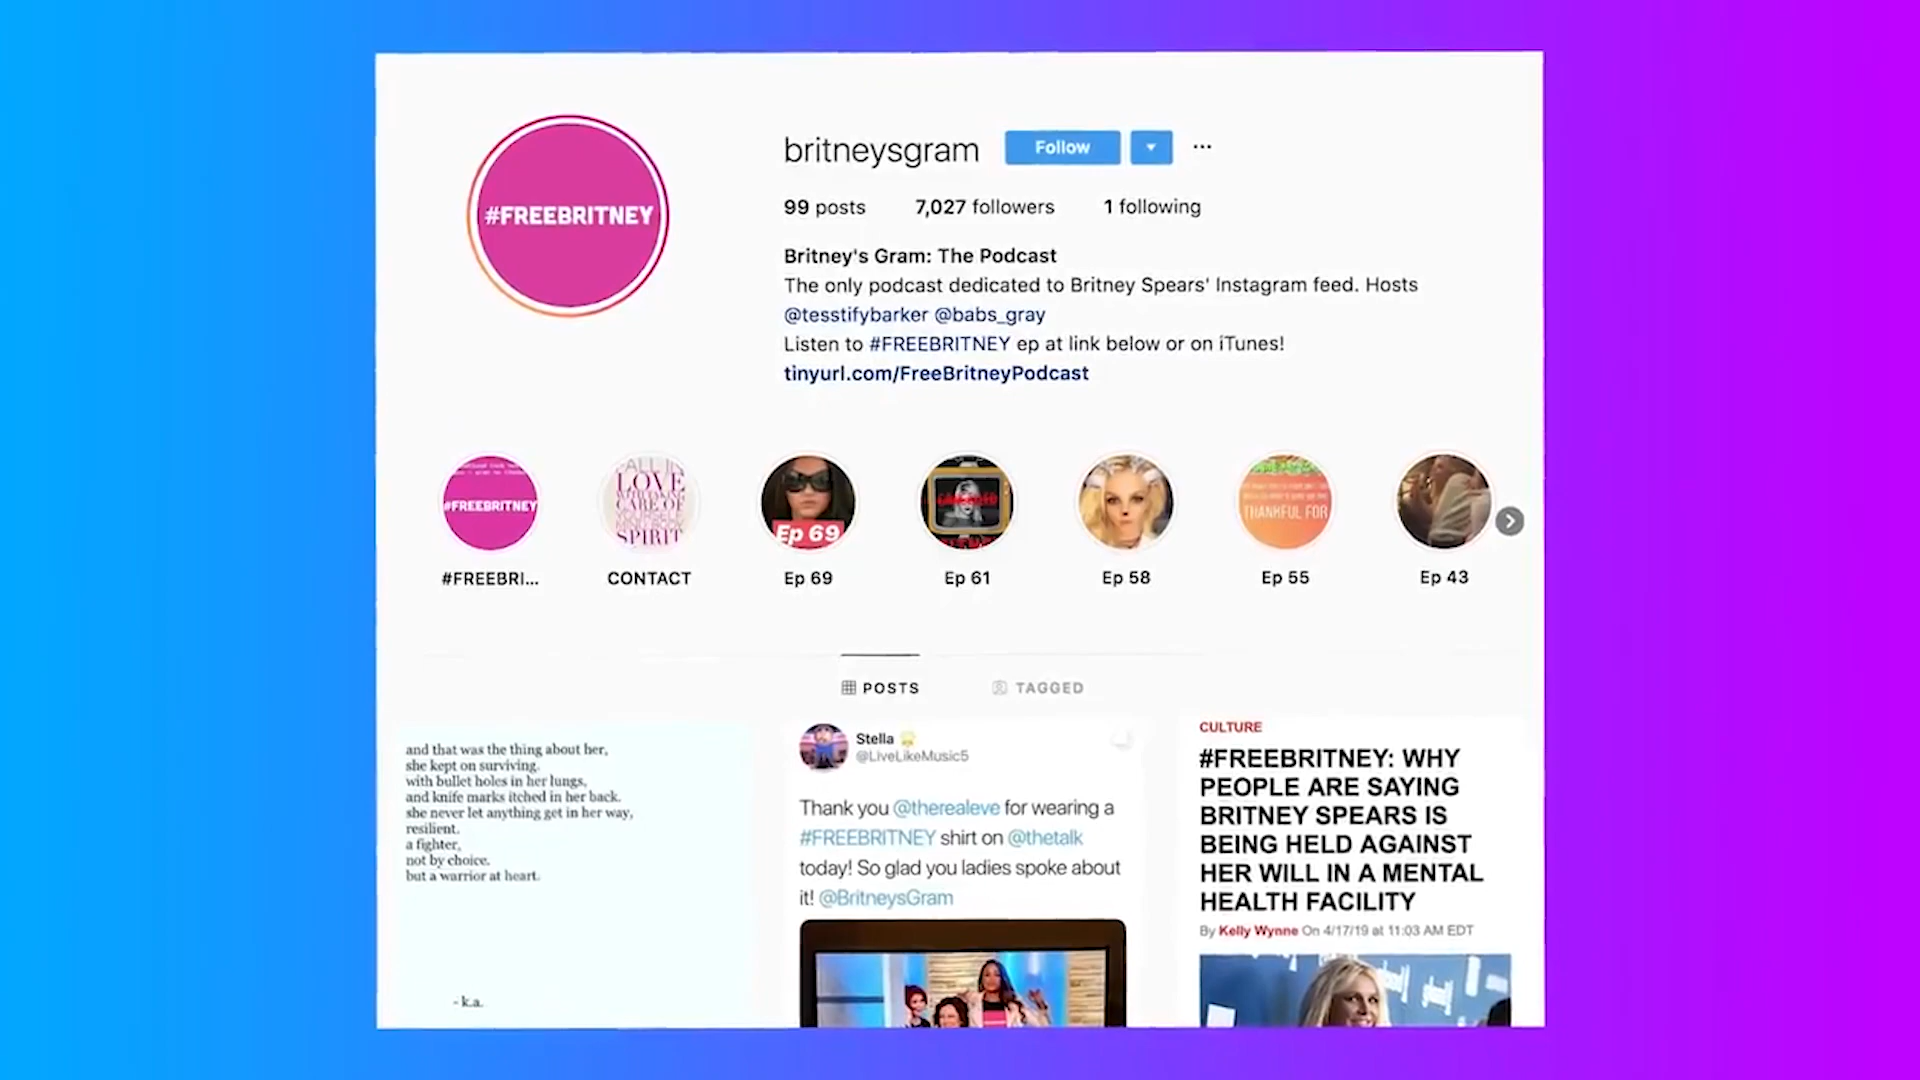 #FREEBRITNEY
britneysgram Follow ...
99 posts 7,027 followers 1 following
Britney's Gram: The Podcast
The only podcast dedicated to Britney Spears' Instagram feed. Hosts
@tesstifybarker @babs_gray
Listen to #FREEBRITNEY ep at link below or on iTunes!
tinyurl.com/FreeBritneyPodcast
#FREEBRITNEY
LOVE
CARE OF
SPIRIT
Ep 69
THANKFUL FOR
#FREEBRI...
CONTACT
Ep 69
Ep 61
Ep 58
Ep 55
Ep 43
POSTS
TAGGED
and that was the thing about her,
she kept on surviving.
with bullet holes in her lungs,
and knife marks itched in her back.
she never let anything get in her way,
resilient.
a fighter,
not by choice.
but a warrior at heart.
- k.a.
Stella
@LiveLikeMusic5
Thank you @therealeve for wearing a
#FREEBRITNEY shirt on @thetalk
today! So glad you ladies spoke about
it! @BritneysGram
CULTURE
#FREEBRITNEY: WHY
PEOPLE ARE SAYING
BRITNEY SPEARS IS
BEING HELD AGAINST
HER WILL IN A MENTAL
HEALTH FACILITY
By Kelly Wynne On 4/17/19 at 11:03 AM EDT